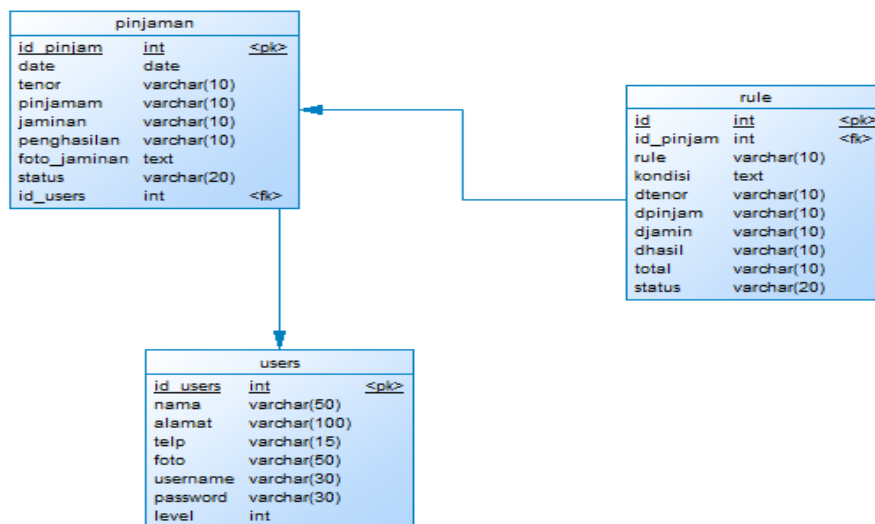 pinjaman
id_pinjam int <pk>
date date
tenor varchar(10)
pinjamam varchar(10)
jaminan varchar(10)
penghasilan varchar(10)
foto_jaminan text
status varchar(20)
id_users int <fk>
rule
id int <pk>
id_pinjam int <fk>
rule varchar(10)
kondisi text
dtenor varchar(10)
dpinjam varchar(10)
djamin varchar(10)
dhasil varchar(10)
total varchar(10)
status varchar(20)
users
id_users int <pk>
nama varchar(50)
alamat varchar(100)
telp varchar(15)
foto varchar(50)
username varchar(30)
password varchar(30)
level int